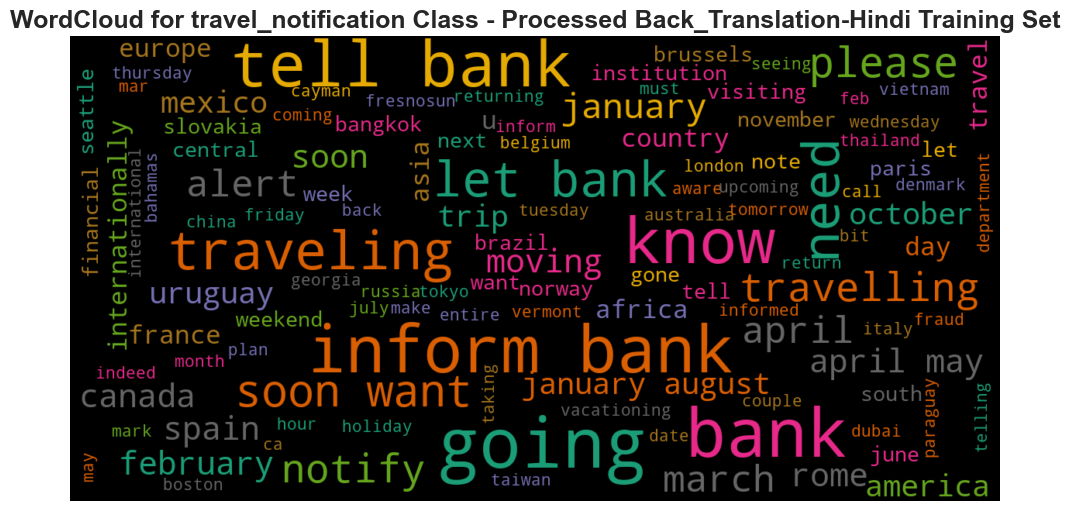 WordCloud for travel_notification Class - Processed Back_Translation-Hindi Training Set
europe
tell bank
brussels
seeing
please
travel
thursday
mar
cayman
institution
must
visiting
feb
vietnam
seattle
mexico
coming
fresnosun
returning
january
november
wednesday
slovakia
bangkok
u
inform
country
thailand
let
central
soon
next
belgium
internationally
international
bahamas
alert
week
asia
let bank
london
note
need
paris
aware
upcoming
call
denmark
china
friday
back
trip
tuesday
australia
tomorrow
october
department
financial
traveling
brazil
know
bit
day
moving
gone
return
georgia
want
uruguay
russia
tokyo
norway
tell
travelling
july
make
entire
vermont
africa
informed
fraud
weekend
france
inform bank
april
italy
plan
month
april may
indeed
canada
soon want
taking
january august
south
paraguay
telling
vacationing
couple
mark
spain
hour
holiday
going
date
bank
dubai
may
ca
february
notify
june
boston
taiwan
march
rome
america